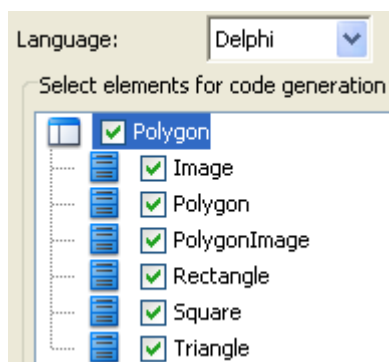 Language: Delphi
Select elements for code generation
Polygon
Image
Polygon
PolygonImage
Rectangle
Square
Triangle